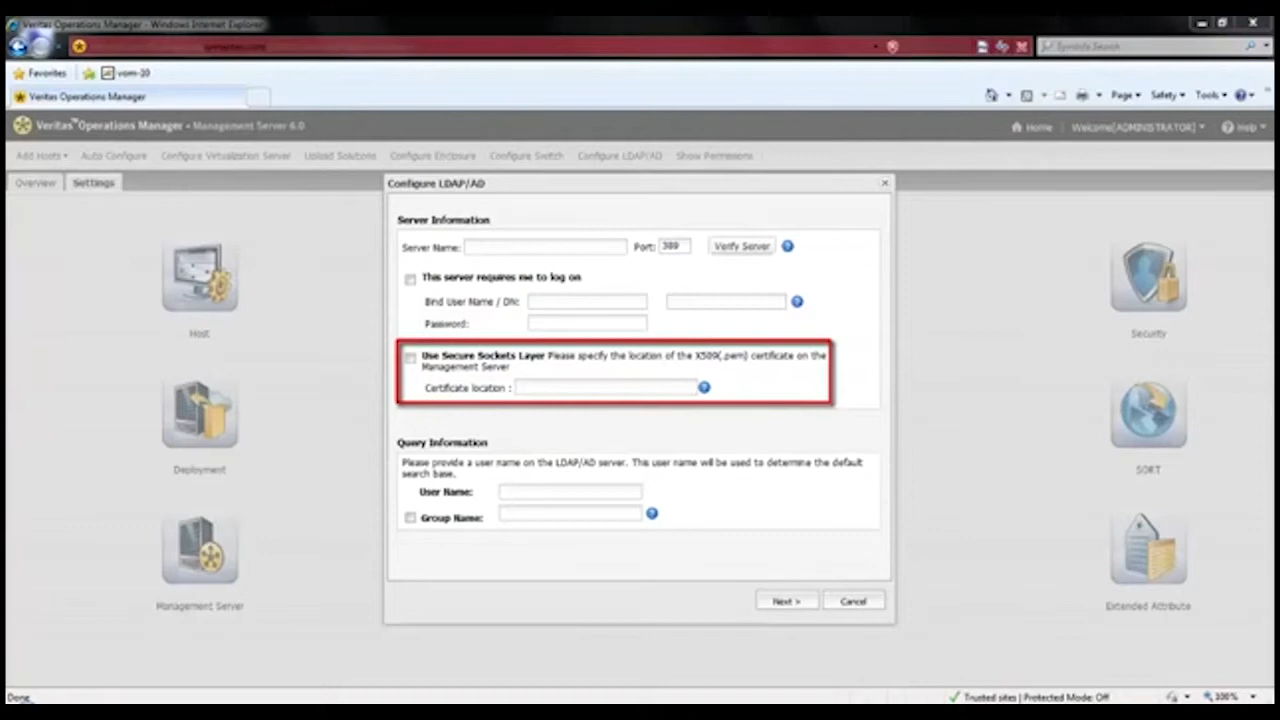 Veritas Operations Manager - Windows Internet Explorer
Favorites vom-10
Veritas Operations Manager
Page Safety Tools
Veritas™ Operations Manager - Management Server 6.0
Home Welcome[ADMINISTRATOR] Help
Add Hosts Auto Configure Configure Virtualization Server Upload Solutions Configure Enclosure Configure Switch Configure LDAP/AD Show Permissions
Overview Settings
Configure LDAP/AD
Server Information
Server Name: Port: 389 Verify Server
This server requires me to log on
Bind User Name / DN:
Password:
Use Secure Sockets Layer Please specify the location of the X509(.pem) certificate on the
Management Server
Certificate location :
Query Information
Please provide a user name on the LDAP/AD server. This user name will be used to determine the default
search base.
User Name:
Group Name:
Next > Cancel
Host
Deployment
Management Server
Security
SORT
Extended Attribute
Done
Trusted sites | Protected Mode: Off
100%